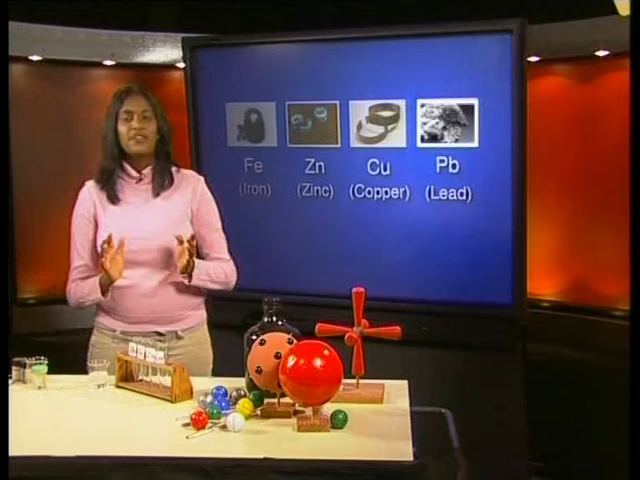 Fe Zn Cu Pb
(Iron) (Zinc) (Copper) (Lead)